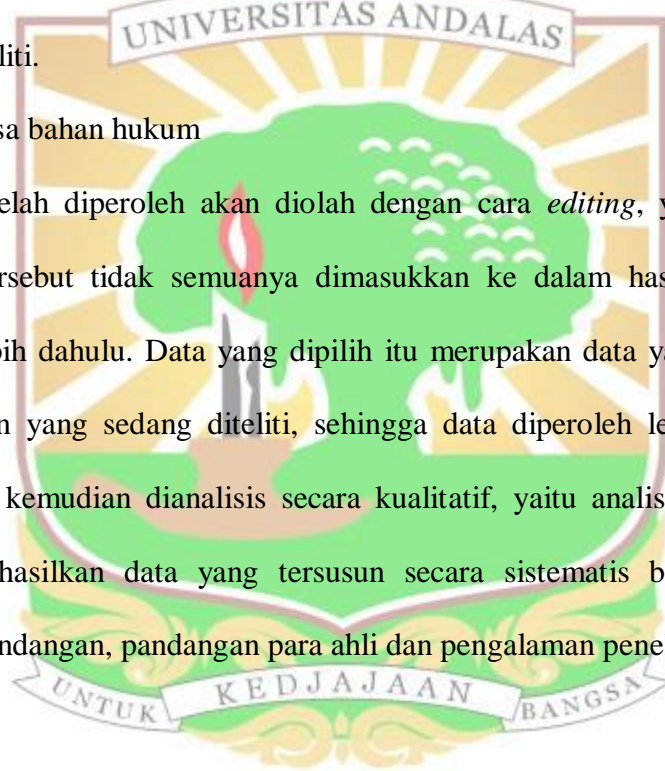 UNIVERSITAS ANDALAS
liti.
sa bahan hukum
elah diperoleh akan diolah dengan cara editing, y
ersebut tidak semuanya dimasukkan ke dalam has
bih dahulu. Data yang dipilih itu merupakan data ya
n yang sedang diteliti, sehingga data diperoleh le
kemudian dianalisis secara kualitatif, yaitu analis
hasilkan data yang tersusun secara sistematis b
ndangan, pandangan para ahli dan pengalaman pene
UNTUK KEDJAJAAN BANGSA